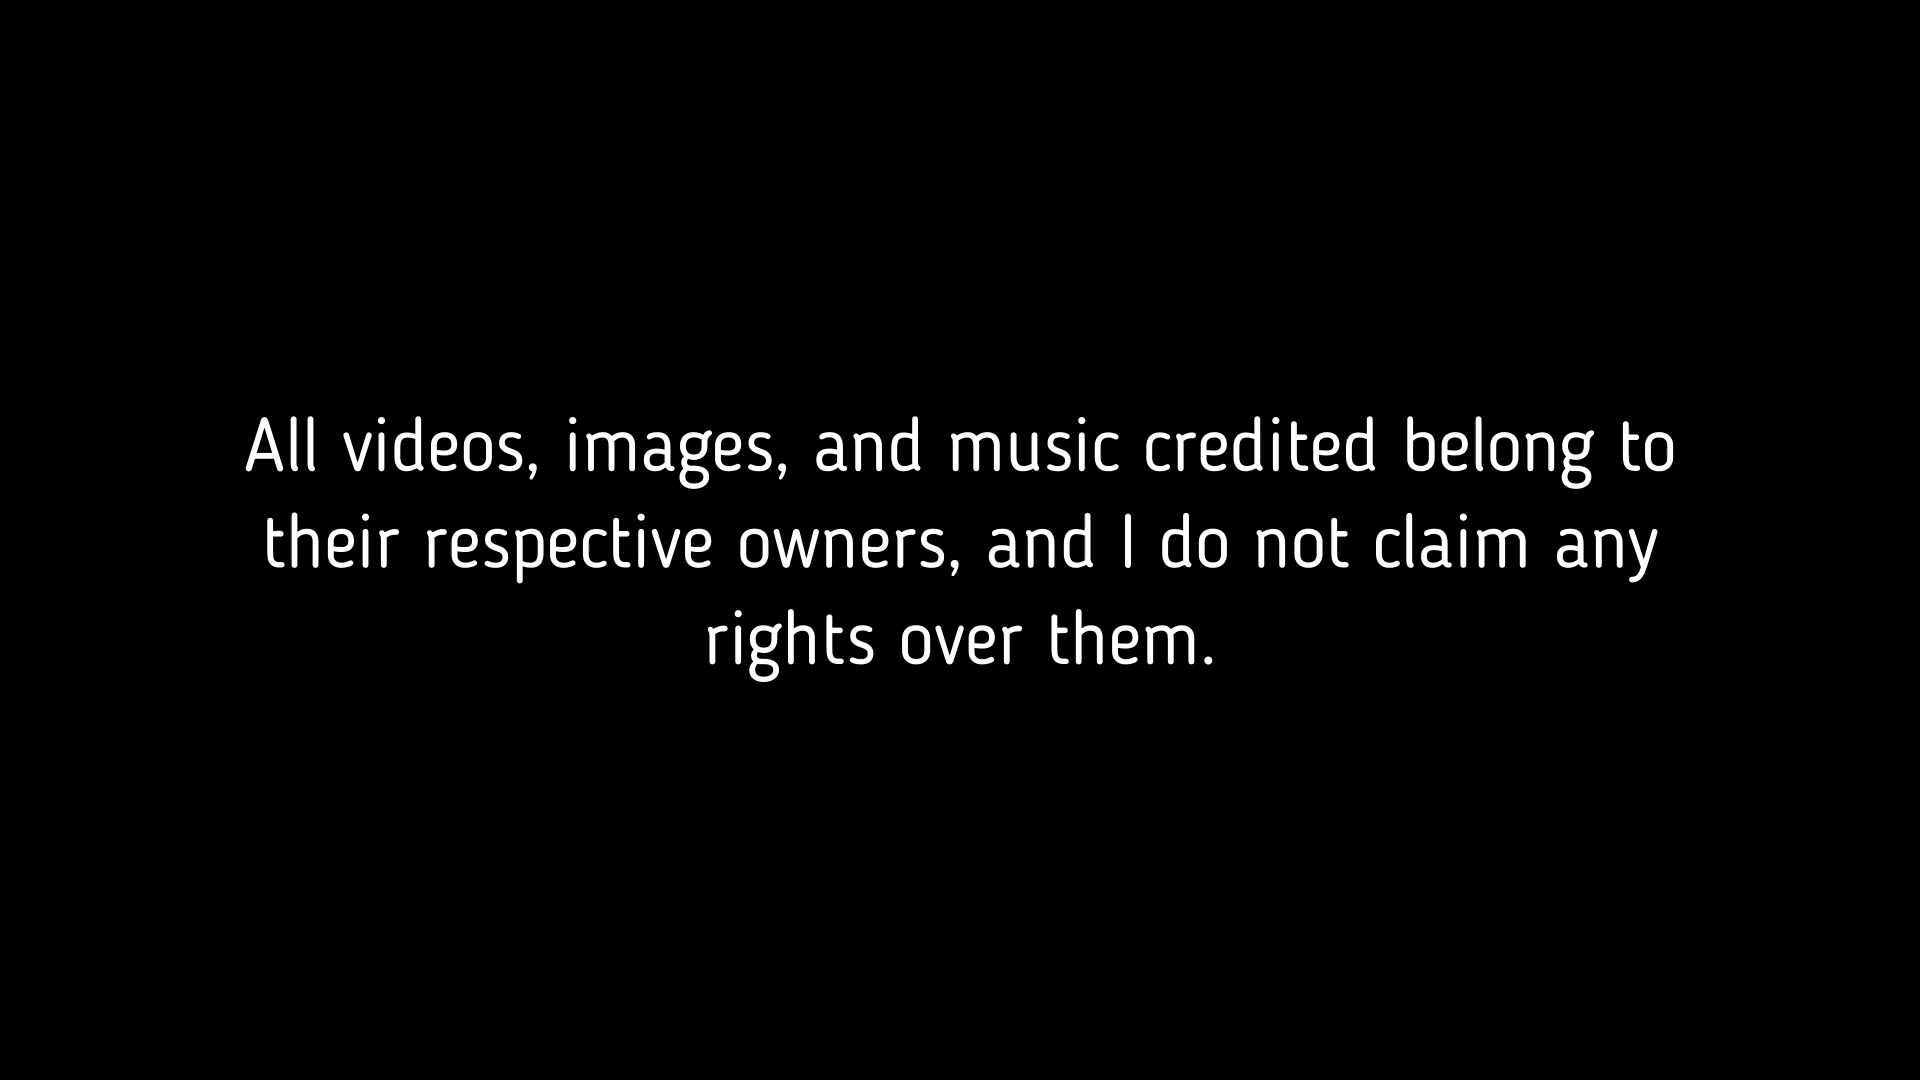 All videos, images, and music credited belong to
their respective owners, and I do not claim any
rights over them.